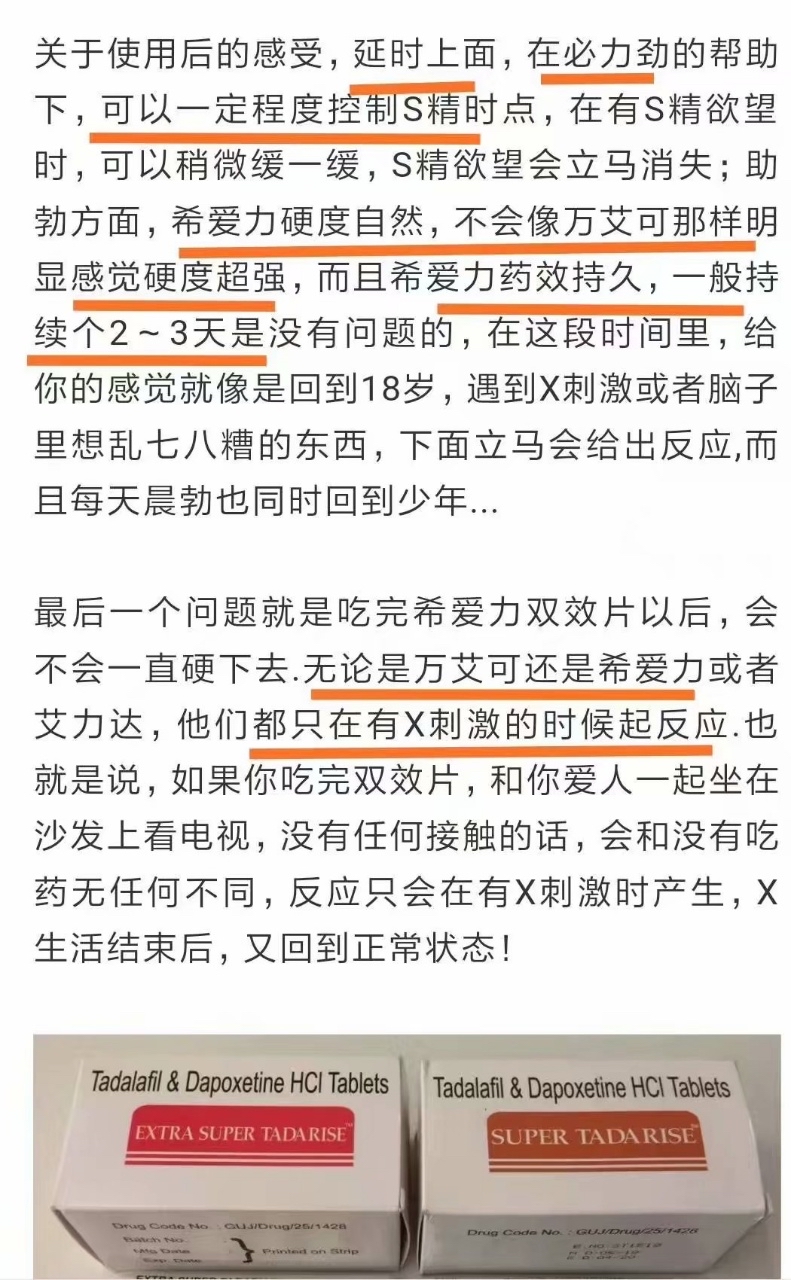 关于使用后的感受，延时上面，在必力劲的帮助
下，可以一定程度控制S精时点，在有S精欲望
时，可以稍微缓一缓，S精欲望会立马消失；助
勃方面，希爱力硬度自然，不会像万艾可那样明
显感觉硬度超强，而且希爱力药效持久，一般持
续个2～3天是没有问题的，在这段时间里，给
你的感觉就像是回到18岁，遇到X刺激或者脑子
里想乱七八糟的东西，下面立马会给出反应,而
且每天晨勃也同时回到少年...
最后一个问题就是吃完希爱力双效片以后，会
不会一直硬下去.无论是万艾可还是希爱力或者
艾力达，他们都只在有X刺激的时候起反应.也
就是说，如果你吃完双效片，和你爱人一起坐在
沙发上看电视，没有任何接触的话，会和没有吃
药无任何不同，反应只会在有X刺激时产生，X
生活结束后，又回到正常状态！
Tadalafil & Dapoxetine HCl Tablets
EXTRA SUPER TADARISE™
Drug Code No. : GUJ/Drug/25/1428
Batch No.
Mfg Date } Printed on Strip
Exp. Date
EXTRA SUPER TADARISE
Tadalafil & Dapoxetine HCl Tablets
SUPER TADARISE™
Drug Code No. : GUJ/Drug/25/1428